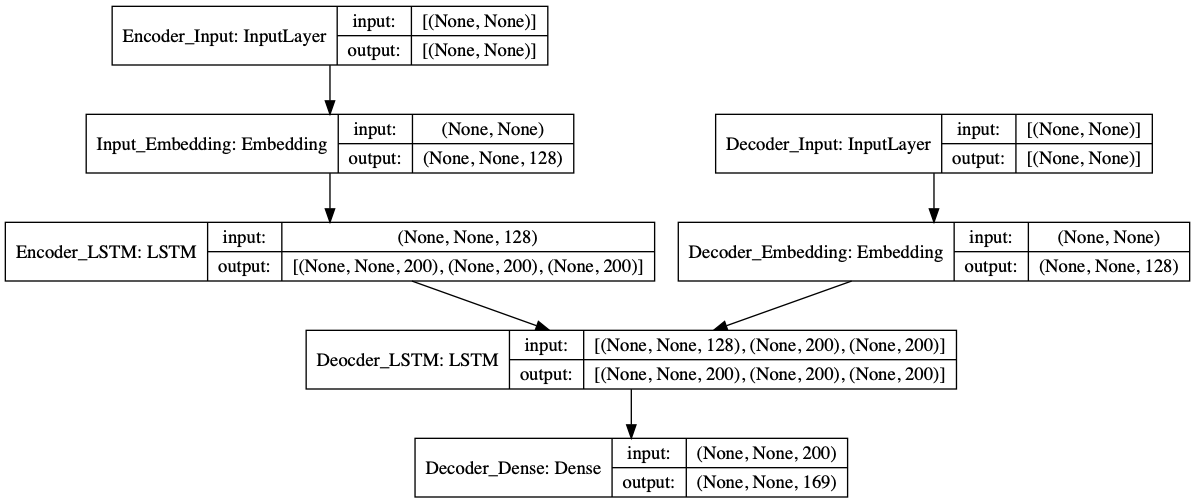 Encoder_Input: InputLayer
input: [(None, None)]
output: [(None, None)]
Input_Embedding: Embedding
input: (None, None)
output: (None, None, 128)
Decoder_Input: InputLayer
input: [(None, None)]
output: [(None, None)]
Encoder_LSTM: LSTM
input: (None, None, 128)
output: [(None, None, 200), (None, 200), (None, 200)]
Decoder_Embedding: Embedding
input: (None, None)
output: (None, None, 128)
Deocder_LSTM: LSTM
input: [(None, None, 128), (None, 200), (None, 200)]
output: [(None, None, 200), (None, 200), (None, 200)]
Decoder_Dense: Dense
input: (None, None, 200)
output: (None, None, 169)